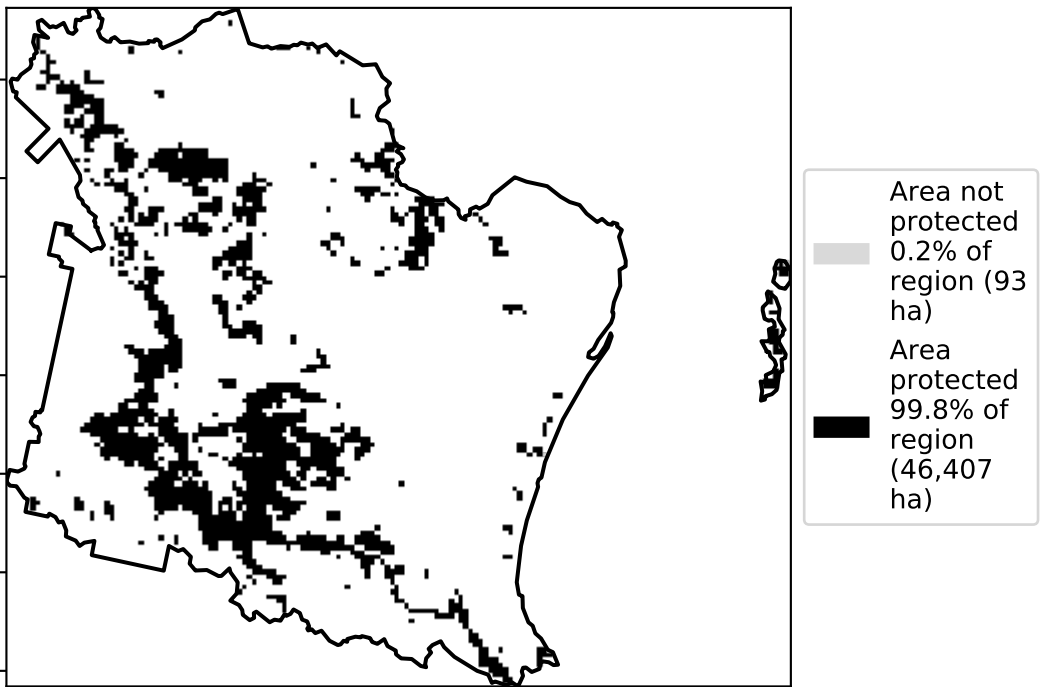 Area not
protected
0.2% of
region (93
ha)
Area
protected
99.8% of
region
(46,407
ha)